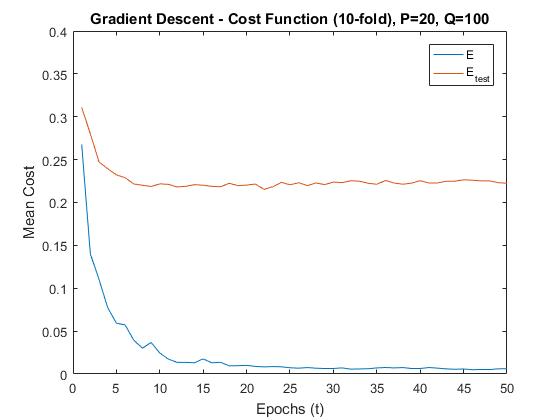 Gradient Descent - Cost Function (10-fold), P=20, Q=100
0.4
0.35
0.3
0.25
0.2
0.15
0.1
0.05
0
Mean Cost
E
E test
0 5 10 15 20 25 30 35 40 45 50
Epochs (t)